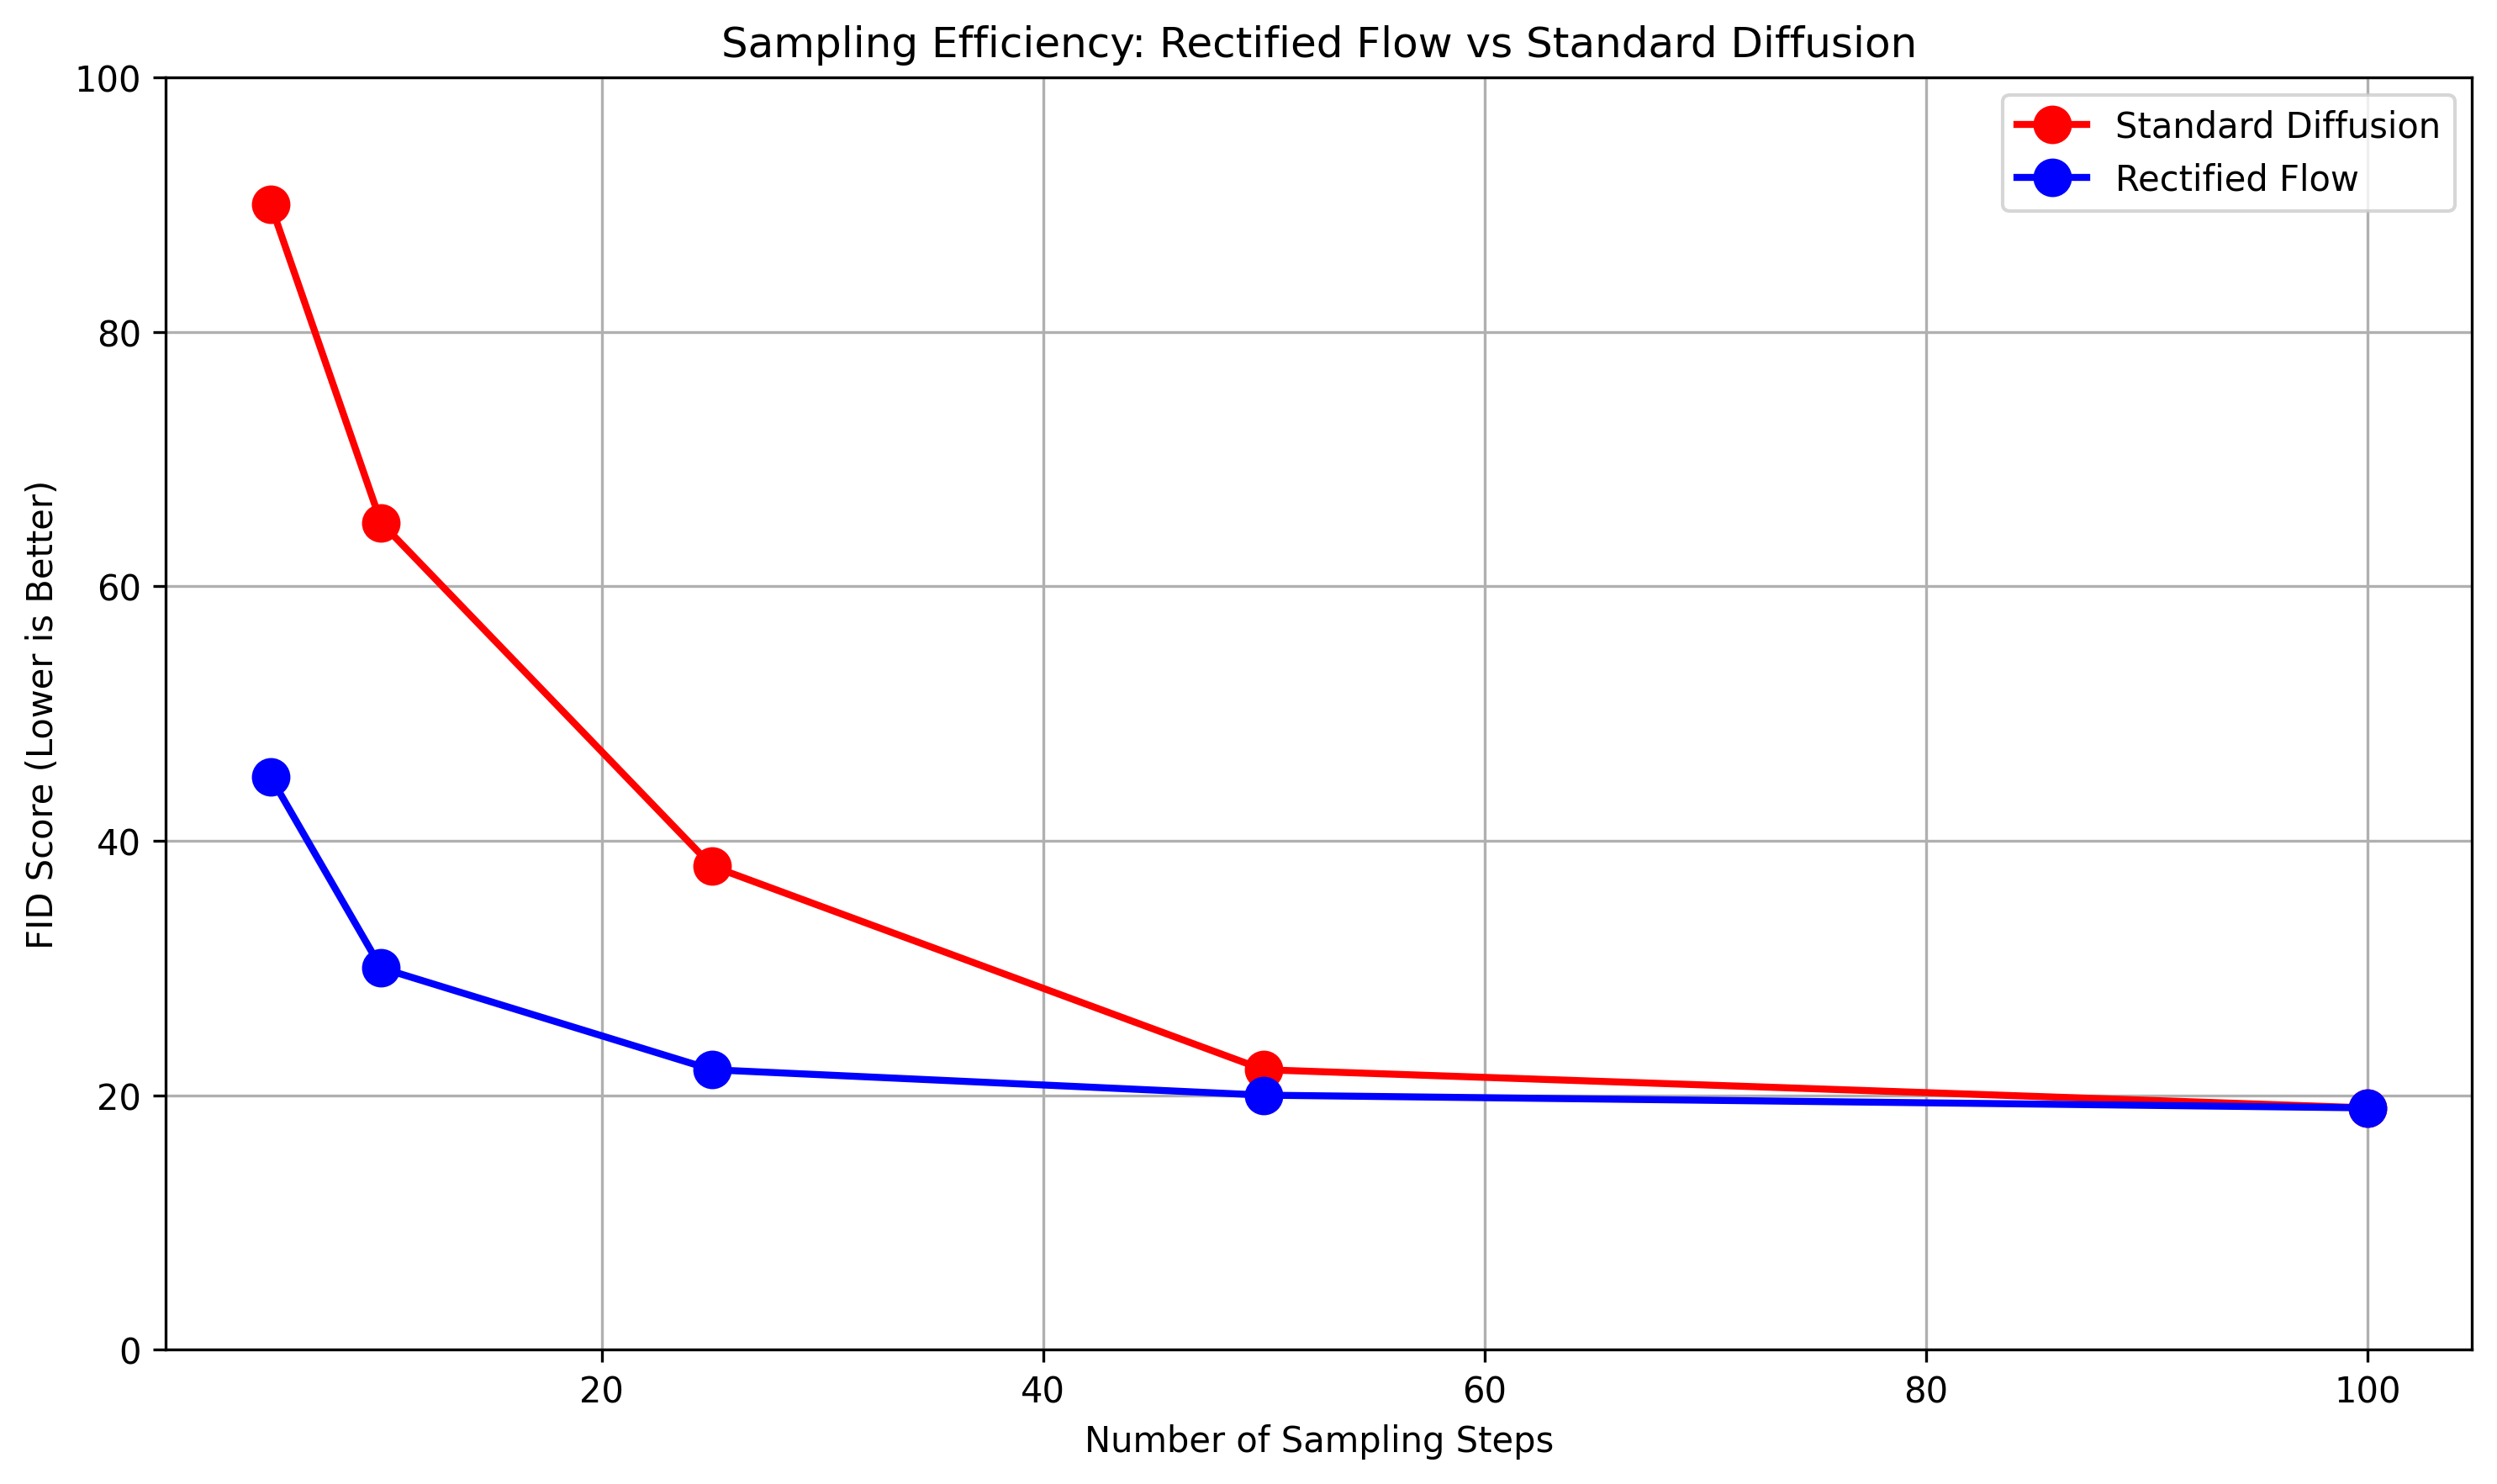 Sampling Efficiency: Rectified Flow vs Standard Diffusion
100
80
60
40
20
0
FID Score (Lower is Better)
Standard Diffusion
Rectified Flow
20
40
60
80
100
Number of Sampling Steps